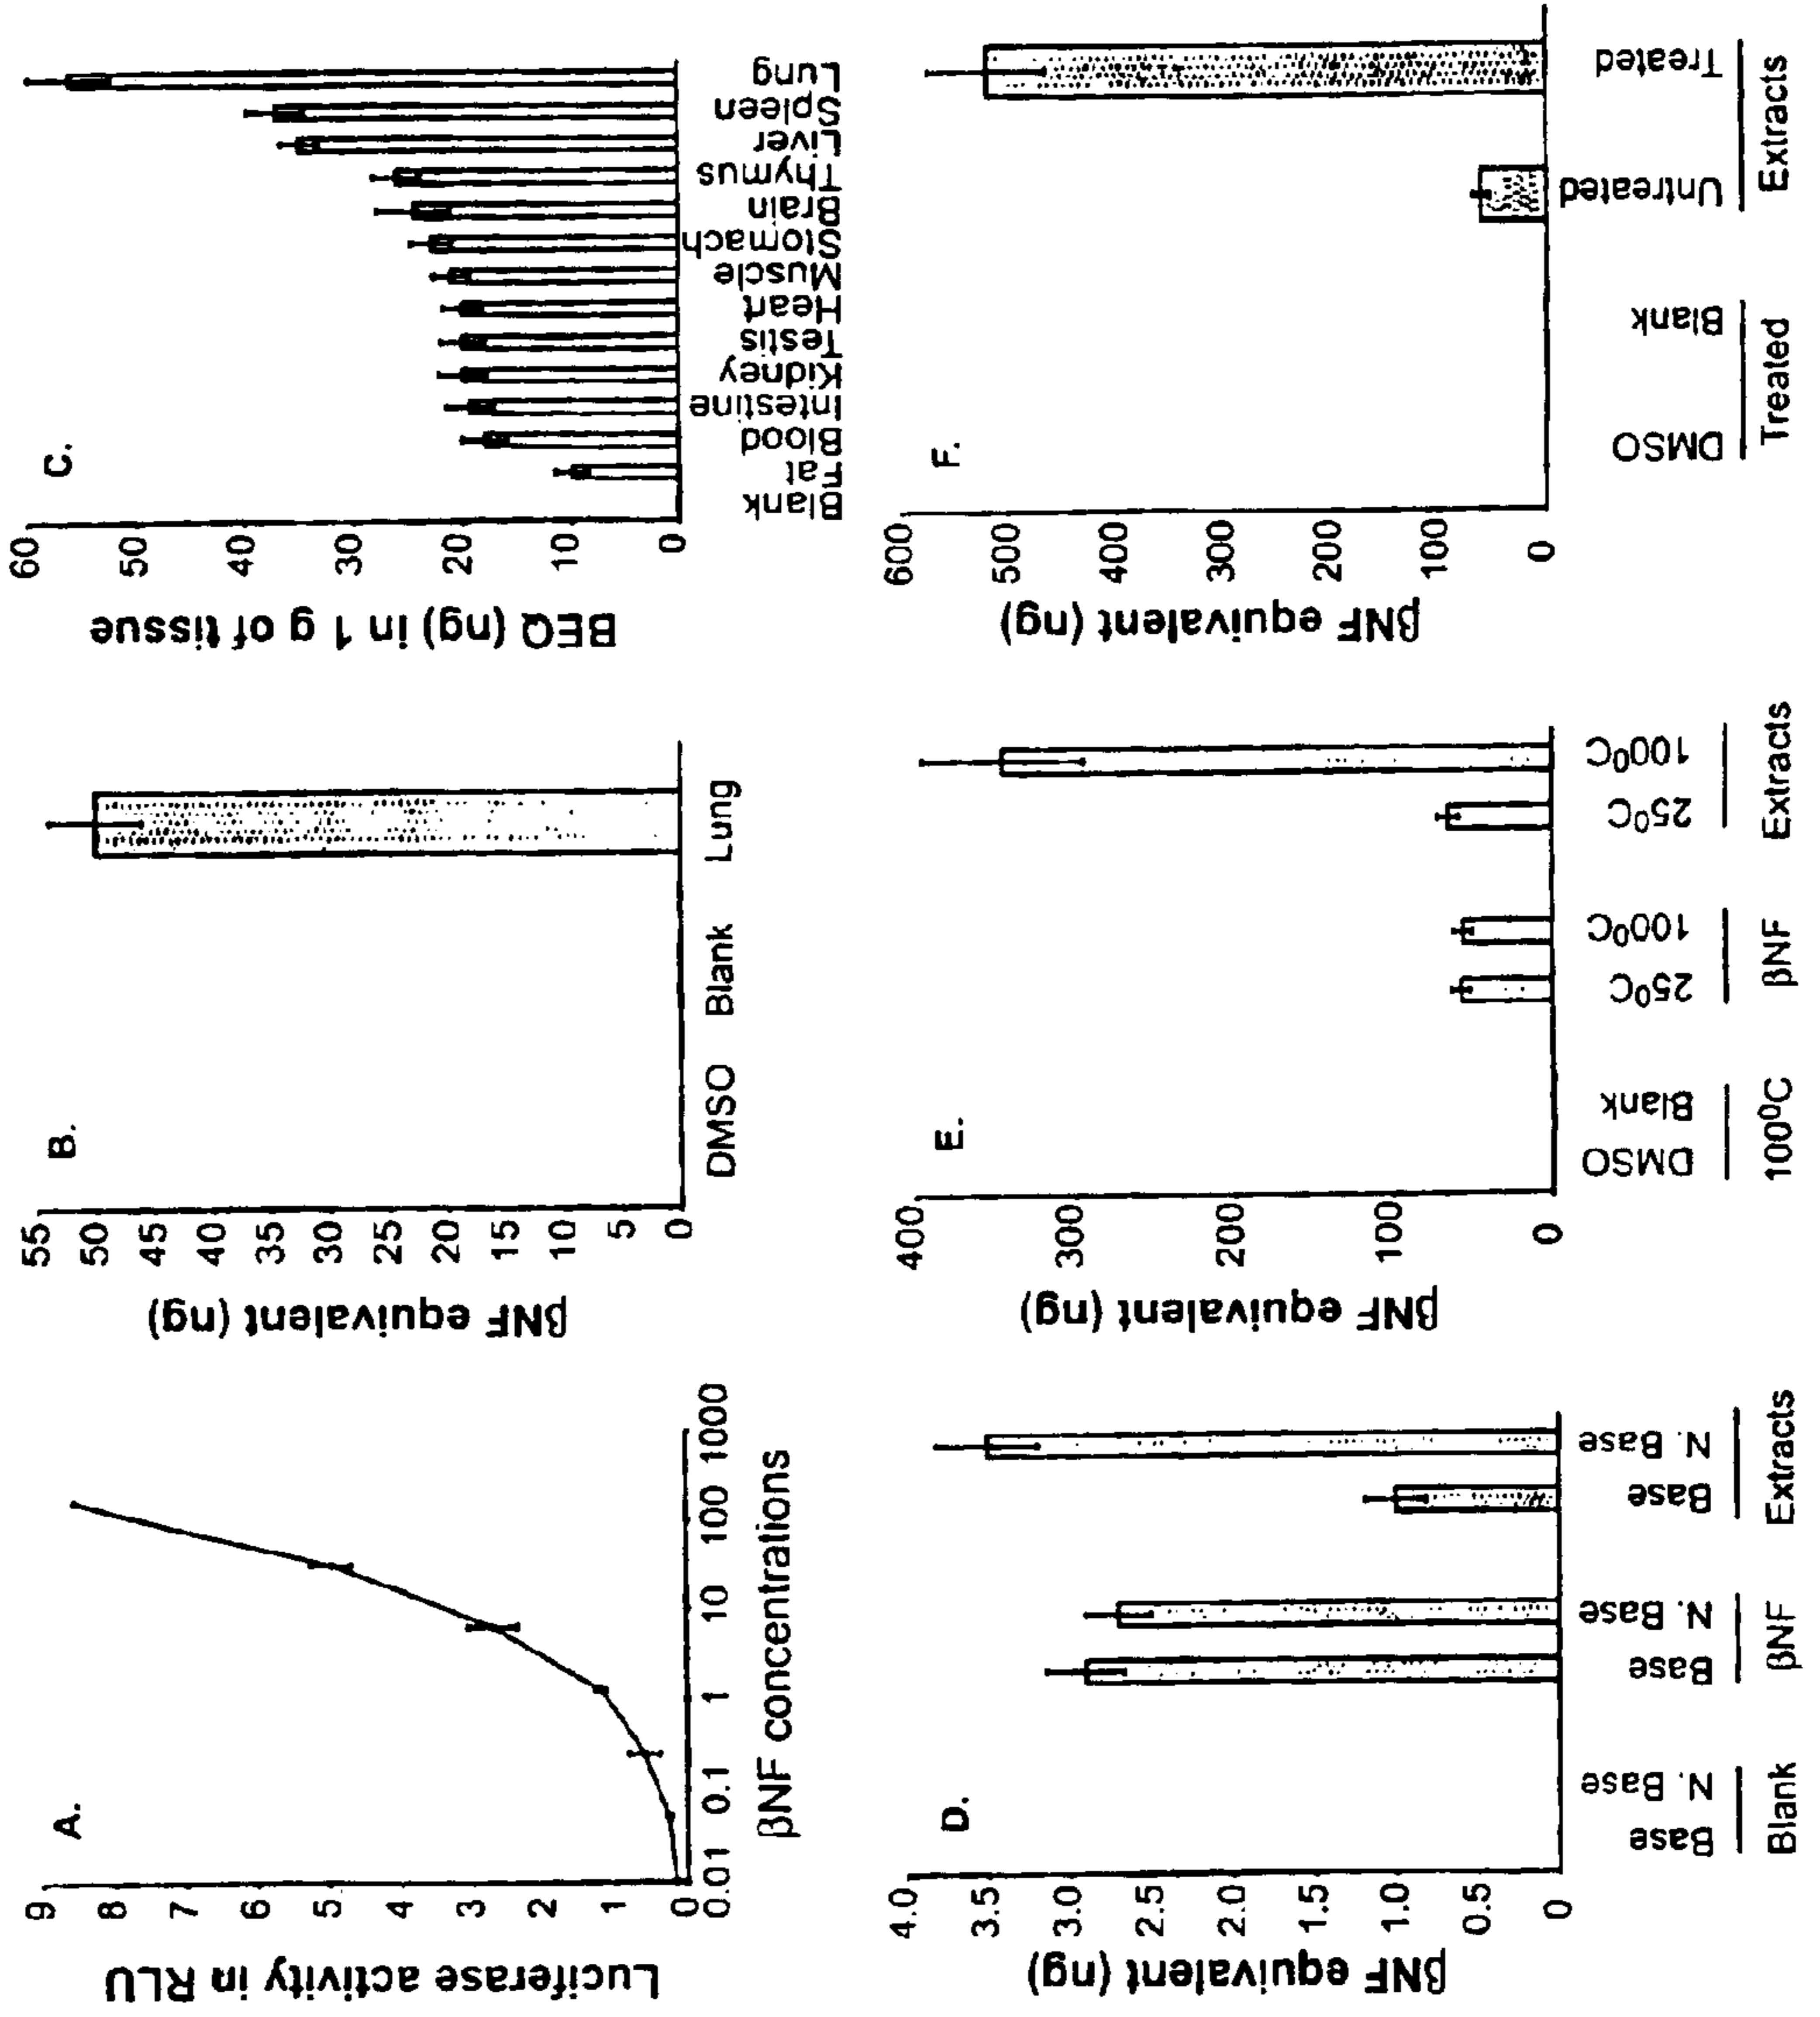 A.
Luciferase activity in RLU
9
8
7
6
5
4
3
2
1
0
0.01 0.1 1 10 100 1000
βNF concentrations
B.
βNF equivalent (ng)
55
50
45
40
35
30
25
20
15
10
5
0
DMSO Blank Lung
C.
BEQ (ng) in 1 g of tissue
60
50
40
30
20
10
0
Blank
Fat
Blood
Intestine
Kidney
Testis
Heart
Muscle
Stomach
Brain
Thymus
Liver
Spleen
Lung
D.
βNF equivalent (ng)
4.0
3.5
3.0
2.5
2.0
1.5
1.0
0.5
0
Base N. Base Base N. Base Base N. Base
Blank βNF Extracts
E.
βNF equivalent (ng)
400
300
200
100
0
DMSO Blank 25⁰C 100⁰C 25⁰C 100⁰C
100⁰C βNF Extracts
F.
βNF equivalent (ng)
600
500
400
300
200
100
0
DMSO Blank Untreated Treated
Treated Extracts